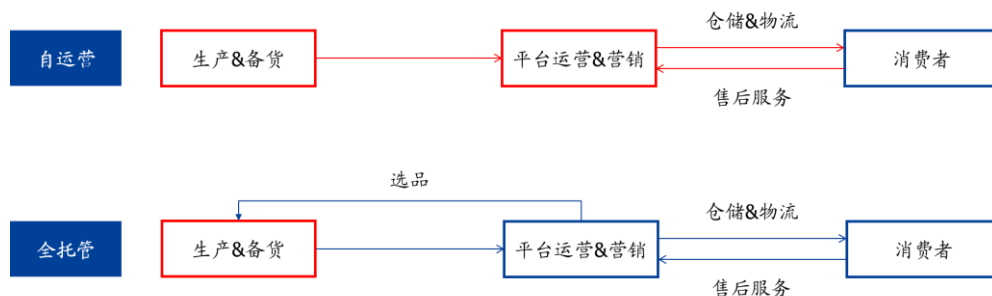 仓储&物流
自运营
生产&备货
平台运营&营销
消费者
售后服务
选品
仓储&物流
全托管
生产&备货
平台运营&营销
消费者
售后服务